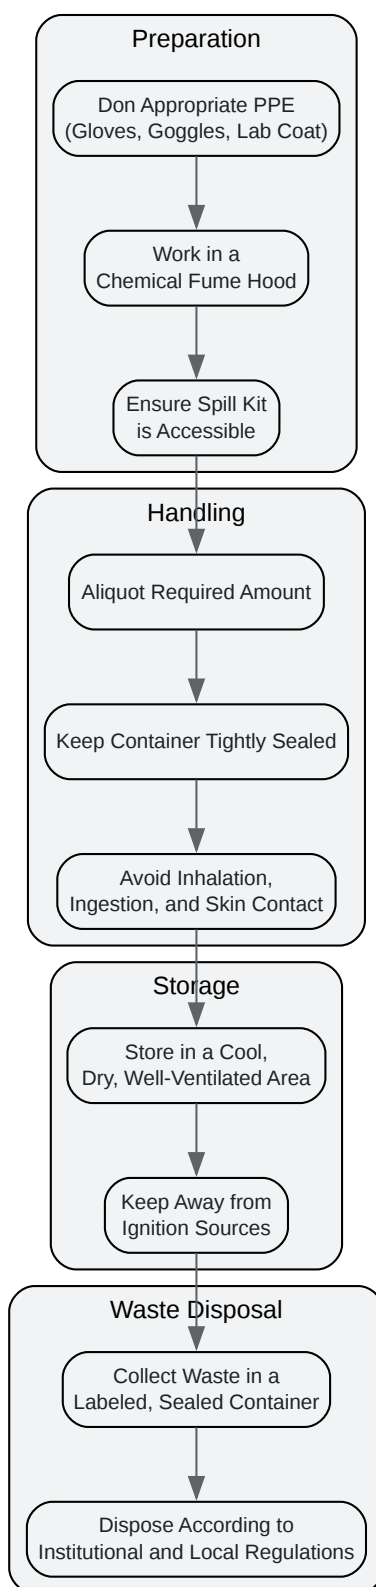 Preparation
Don Appropriate PPE
(Gloves, Goggles, Lab Coat)
Work in a
Chemical Fume Hood
Ensure Spill Kit
is Accessible
Handling
Aliquot Required Amount
Keep Container Tightly Sealed
Avoid Inhalation,
Ingestion, and Skin Contact
Storage
Store in a Cool,
Dry, Well-Ventilated Area
Keep Away from
Ignition Sources
Waste Disposal
Collect Waste in a
Labeled, Sealed Container
Dispose According to
Institutional and Local Regulations